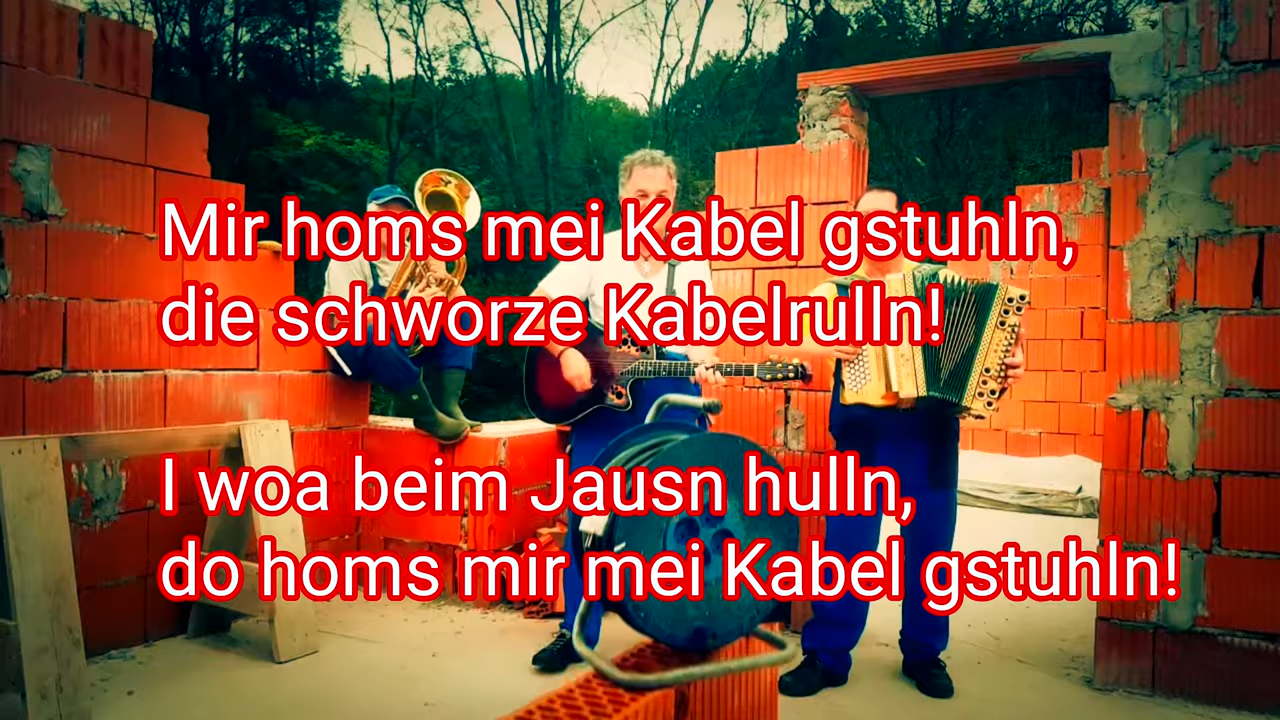 Mir homs mei Kabel gstuhln,
die schworze Kabelrulln!
I woa beim Jausn hulln,
do homs mir mei Kabel gstuhln!